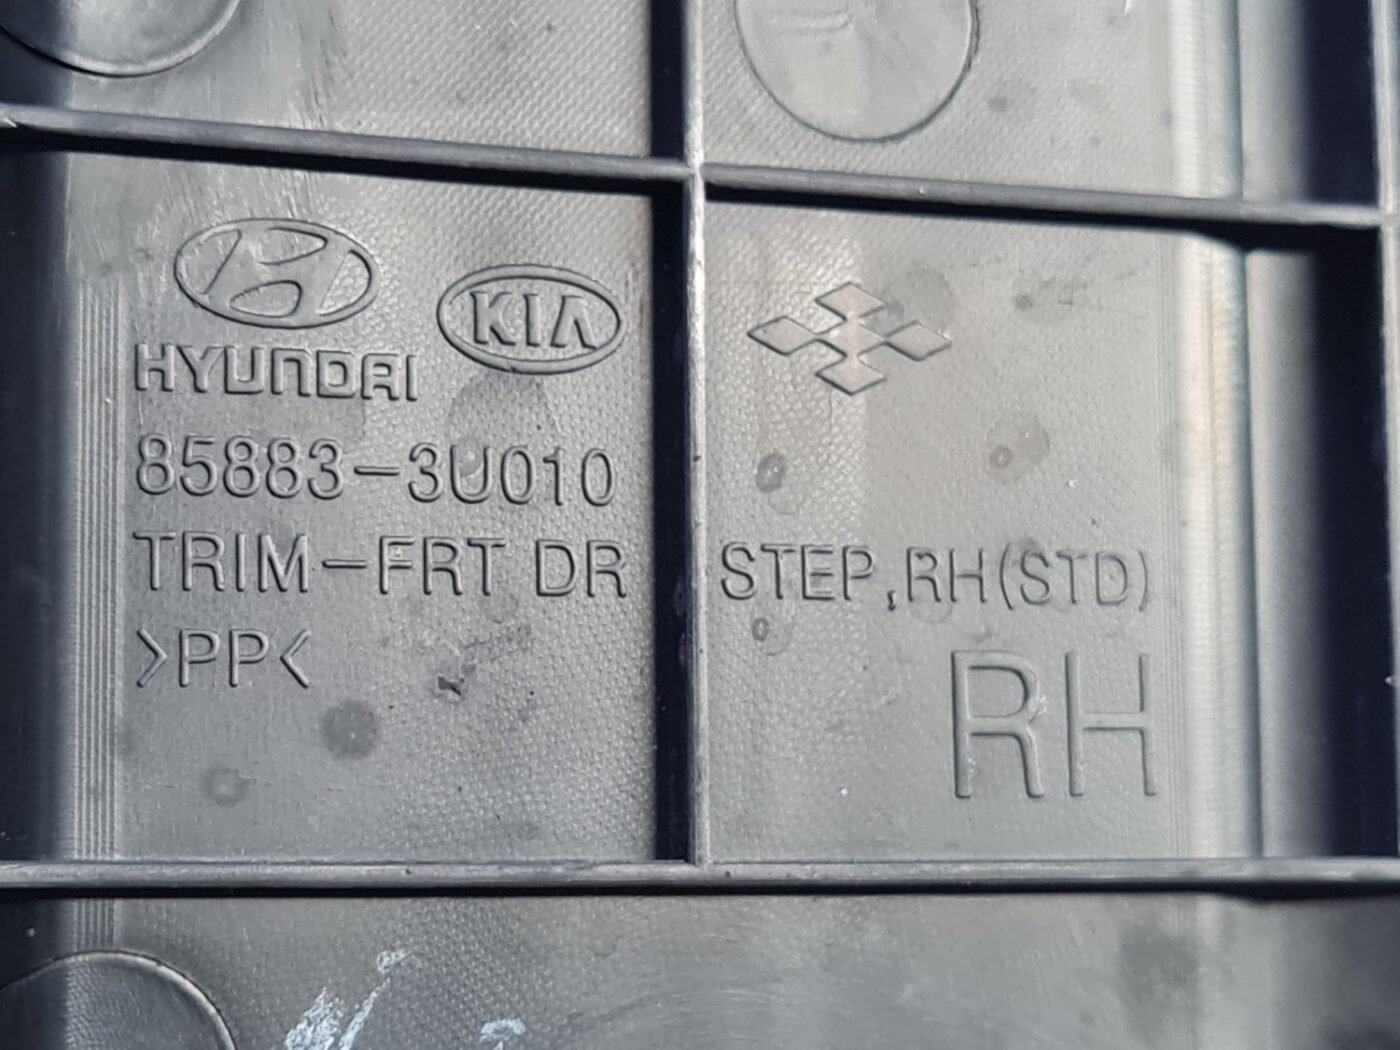 HYUNDAI KIA
85883-3U010
TRIM-FRT DR STEP,RH(STD)
>PP<
RH